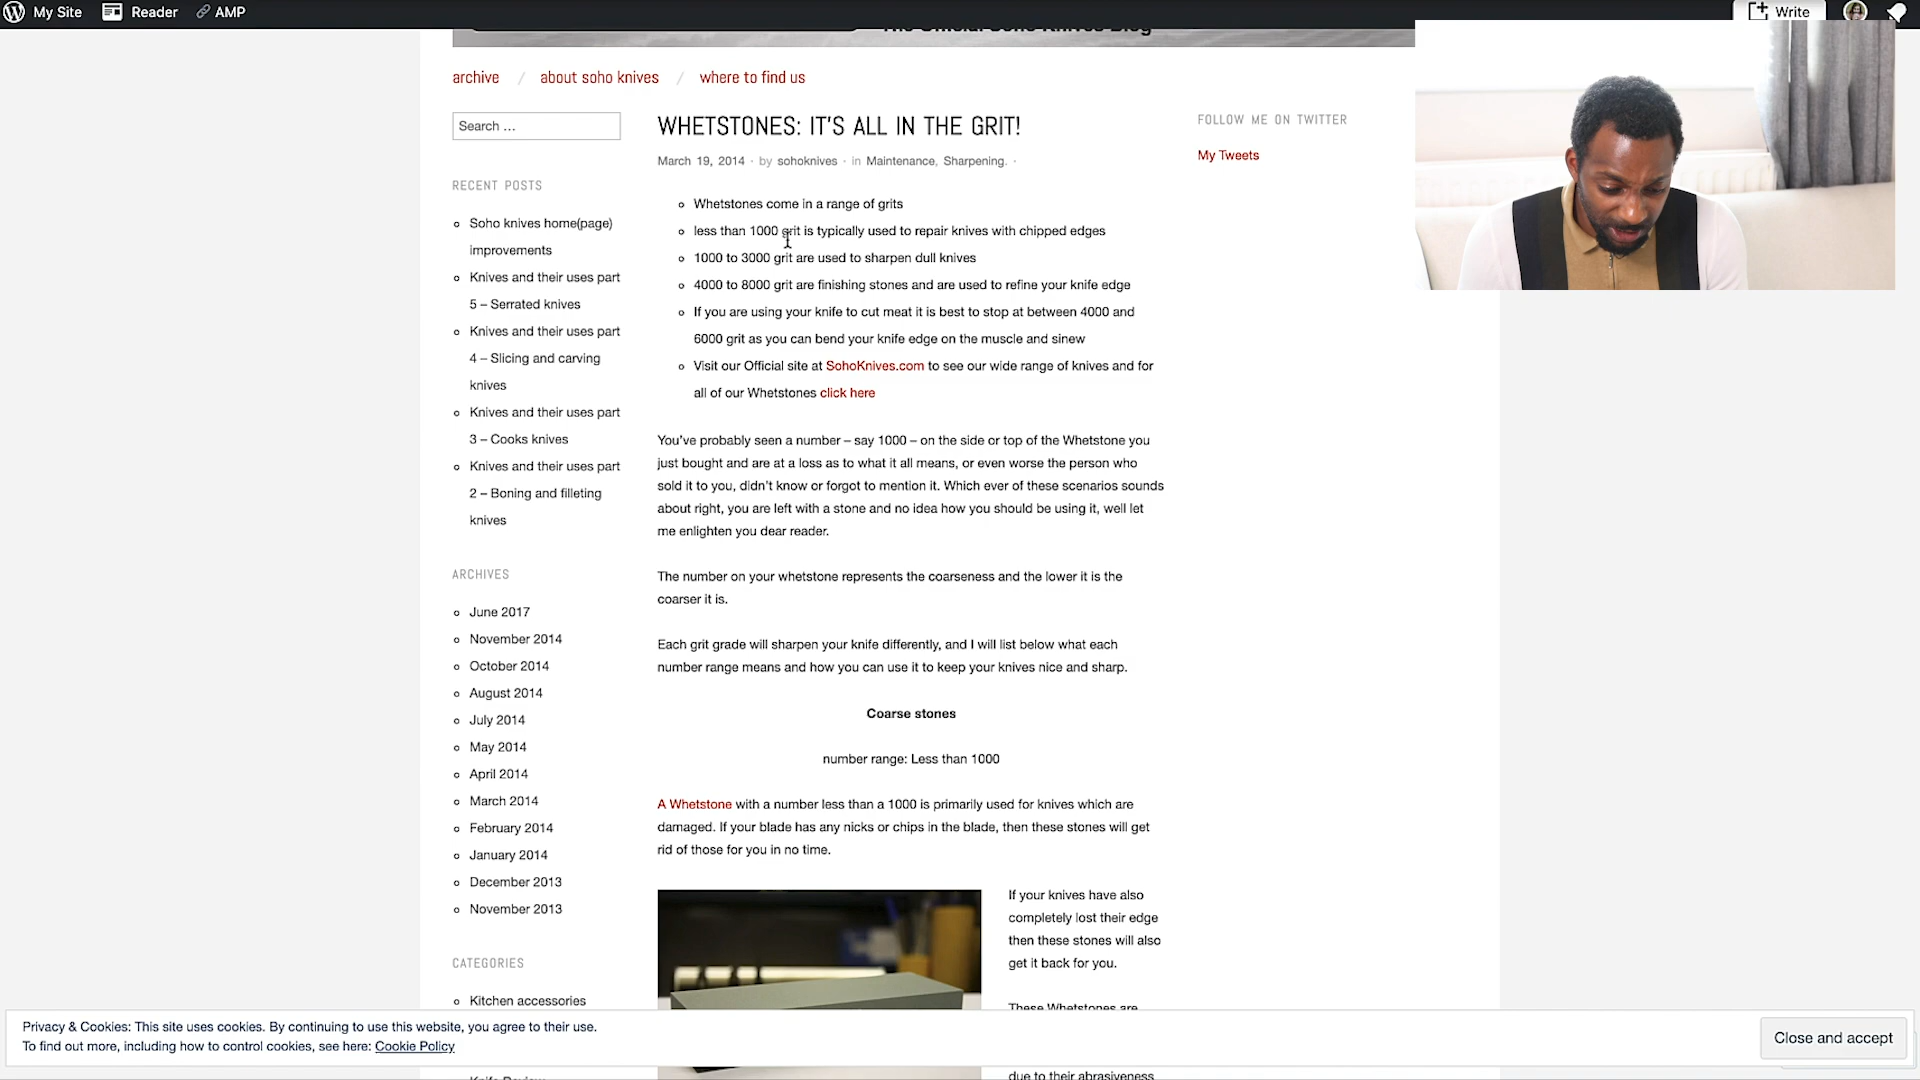 My Site
Reader
AMP
Write
The Official Soho Knives Blog
archive / about soho knives / where to find us
Search ...
RECENT POSTS
Soho knives home(page)
improvements
Knives and their uses part
5 – Serrated knives
Knives and their uses part
4 – Slicing and carving
knives
Knives and their uses part
3 – Cooks knives
Knives and their uses part
2 – Boning and filleting
knives
ARCHIVES
June 2017
November 2014
October 2014
August 2014
July 2014
May 2014
April 2014
March 2014
February 2014
January 2014
December 2013
November 2013
CATEGORIES
Kitchen accessories
WHETSTONES: IT'S ALL IN THE GRIT!
March 19, 2014 · by sohoknives · in Maintenance, Sharpening. ·
Whetstones come in a range of grits
less than 1000 grit is typically used to repair knives with chipped edges
1000 to 3000 grit are used to sharpen dull knives
4000 to 8000 grit are finishing stones and are used to refine your knife edge
If you are using your knife to cut meat it is best to stop at between 4000 and
6000 grit as you can bend your knife edge on the muscle and sinew
Visit our Official site at SohoKnives.com to see our wide range of knives and for
all of our Whetstones click here
You've probably seen a number – say 1000 – on the side or top of the Whetstone you
just bought and are at a loss as to what it all means, or even worse the person who
sold it to you, didn't know or forgot to mention it. Which ever of these scenarios sounds
about right, you are left with a stone and no idea how you should be using it, well let
me enlighten you dear reader.
The number on your whetstone represents the coarseness and the lower it is the
coarser it is.
Each grit grade will sharpen your knife differently, and I will list below what each
number range means and how you can use it to keep your knives nice and sharp.
Coarse stones
number range: Less than 1000
A Whetstone with a number less than a 1000 is primarily used for knives which are
damaged. If your blade has any nicks or chips in the blade, then these stones will get
rid of those for you in no time.
If your knives have also
completely lost their edge
then these stones will also
get it back for you.
These Whetstones are
due to their abrasiveness
FOLLOW ME ON TWITTER
My Tweets
Privacy & Cookies: This site uses cookies. By continuing to use this website, you agree to their use.
To find out more, including how to control cookies, see here: Cookie Policy
Close and accept